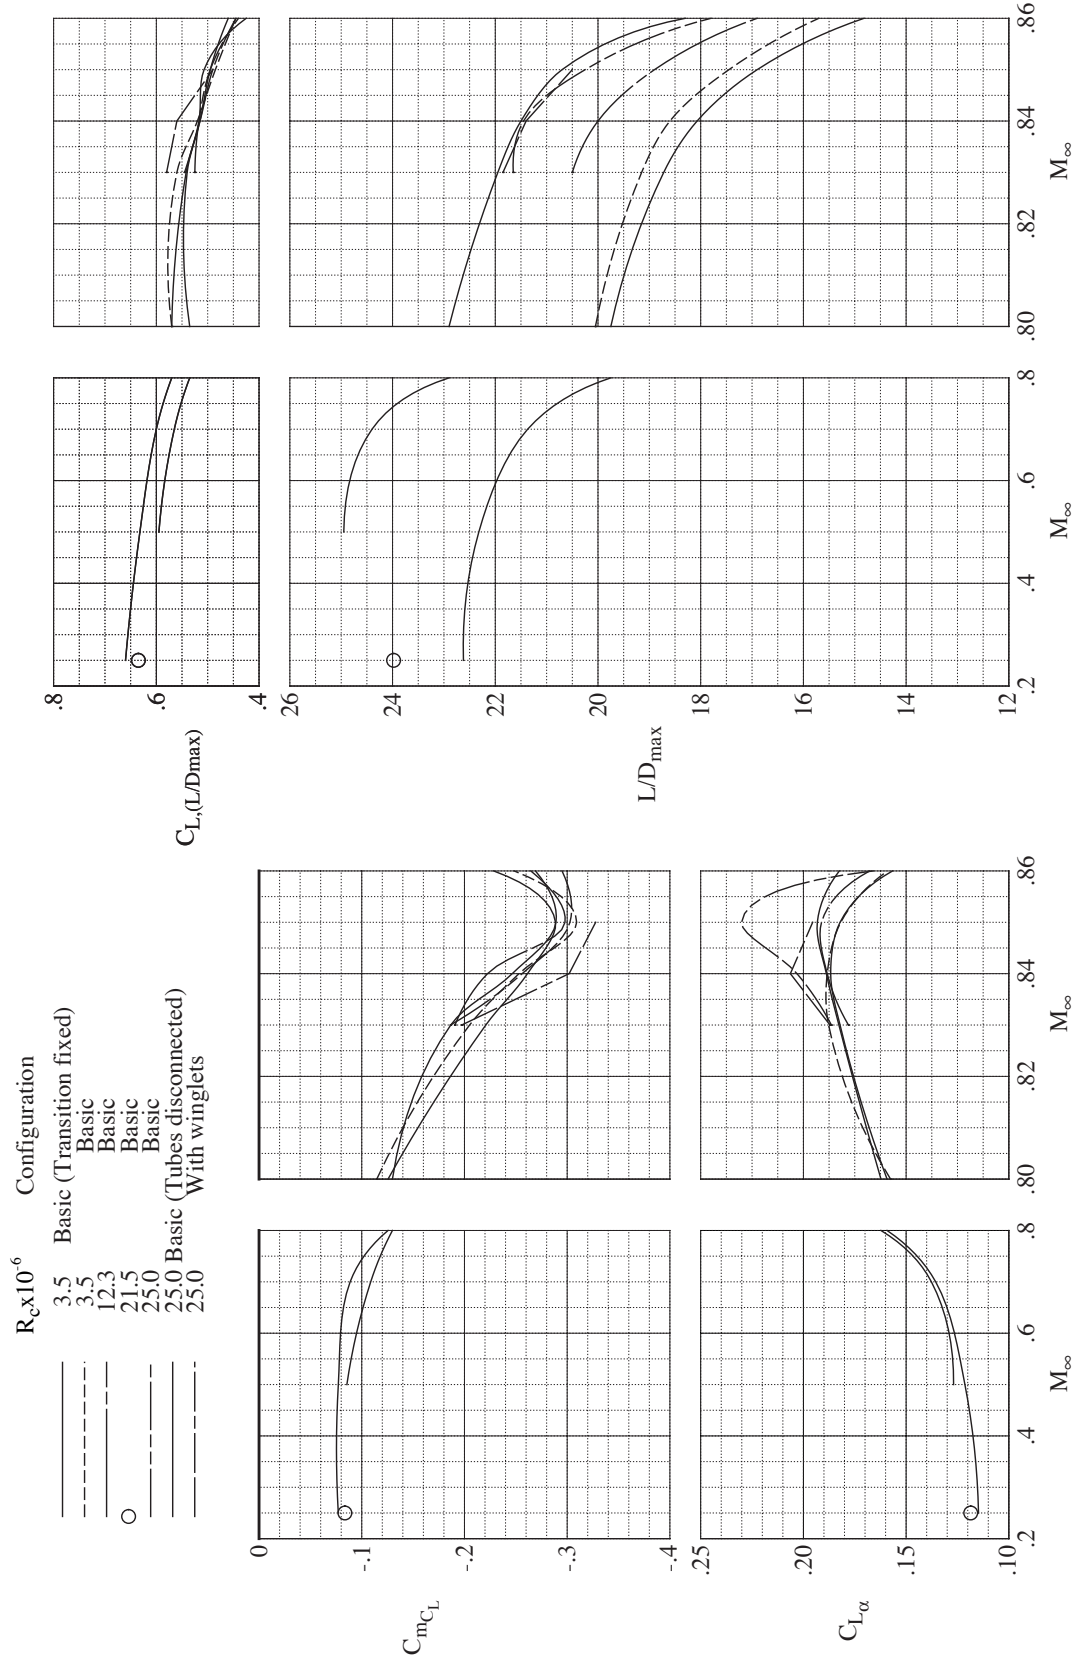 R_c x10^-6 Configuration
3.5 Basic (Transition fixed)
3.5 Basic
12.3 Basic
21.5 Basic
25.0 Basic
25.0 Basic (Tubes disconnected)
25.0 With winglets
0
-.1
-.2
-.3
-.4
C_m_C_L
.25
.20
.15
.10
C_L_α
.2 .4 .6 .8
M∞
.80 .82 .84 .86
M∞
.8
.6
.4
C_L,(L/Dmax)
26
24
22
20
18
16
14
12
L/D_max
.2 .4 .6 .8
M∞
.80 .82 .84 .86
M∞